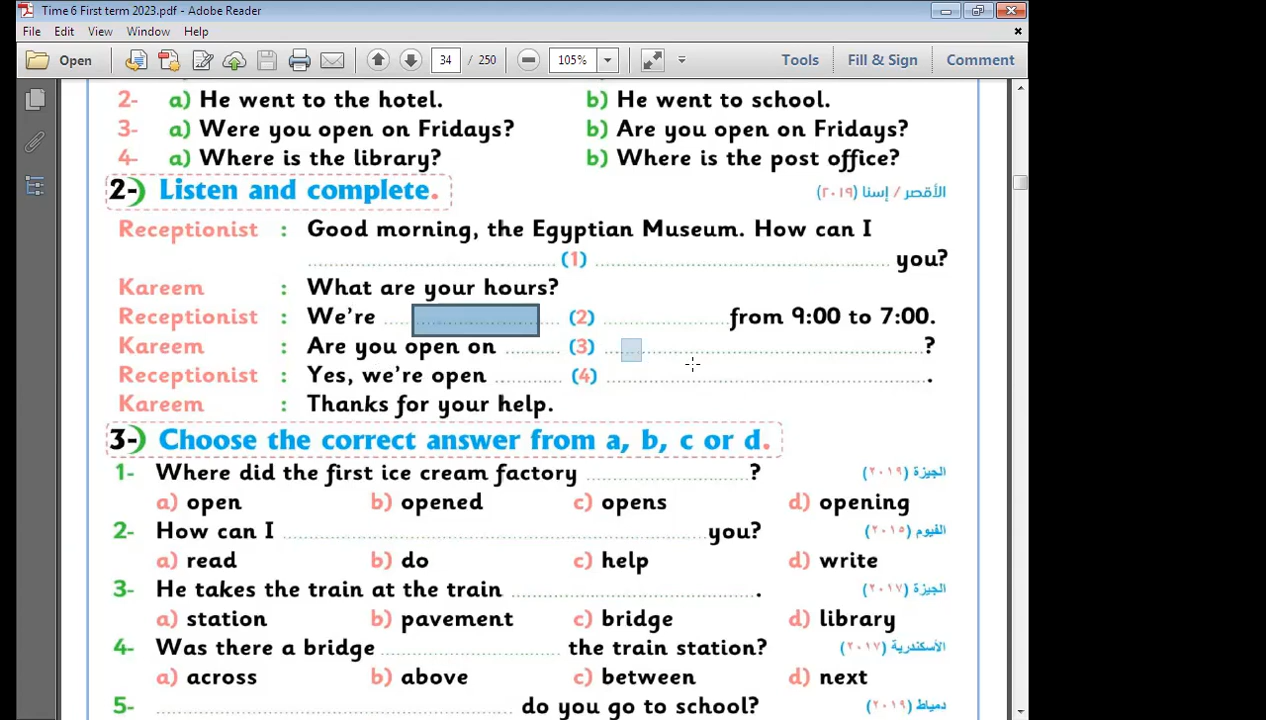 Time 6 First term 2023.pdf - Adobe Reader
File Edit View Window Help
Open 34 / 250 105% Tools Fill & Sign Comment
2- a) He went to the hotel. b) He went to school.
3- a) Were you open on Fridays? b) Are you open on Fridays?
4- a) Where is the library? b) Where is the post office?
2-) Listen and complete. الأقصر / إسنا (٢٠١٩)
Receptionist : Good morning, the Egyptian Museum. How can I
(1) you?
Kareem : What are your hours?
Receptionist : We're (2) from 9:00 to 7:00.
Kareem : Are you open on (3) ?
Receptionist : Yes, we're open (4) .
Kareem : Thanks for your help.
3-) Choose the correct answer from a, b, c or d.
1- Where did the first ice cream factory ? الجيزة (٢٠١٩)
a) open b) opened c) opens d) opening
2- How can I you? الفيوم (٢٠١٥)
a) read b) do c) help d) write
3- He takes the train at the train . الجيزة (٢٠١٧)
a) station b) pavement c) bridge d) library
4- Was there a bridge the train station? الأسكندرية (٢٠١٧)
a) across b) above c) between d) next
5- do you go to school? دمياط (٢٠١٩)